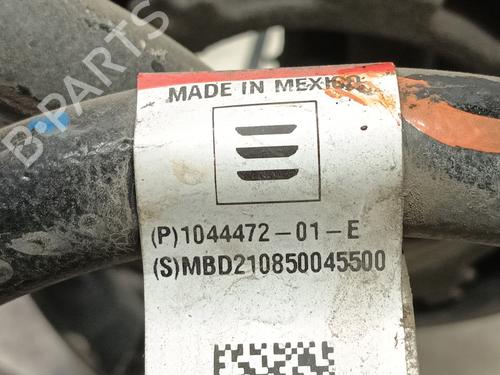 B-PARTS
MADE IN MEXICO
(P)1044472-01-E
(S)MBD210850045500